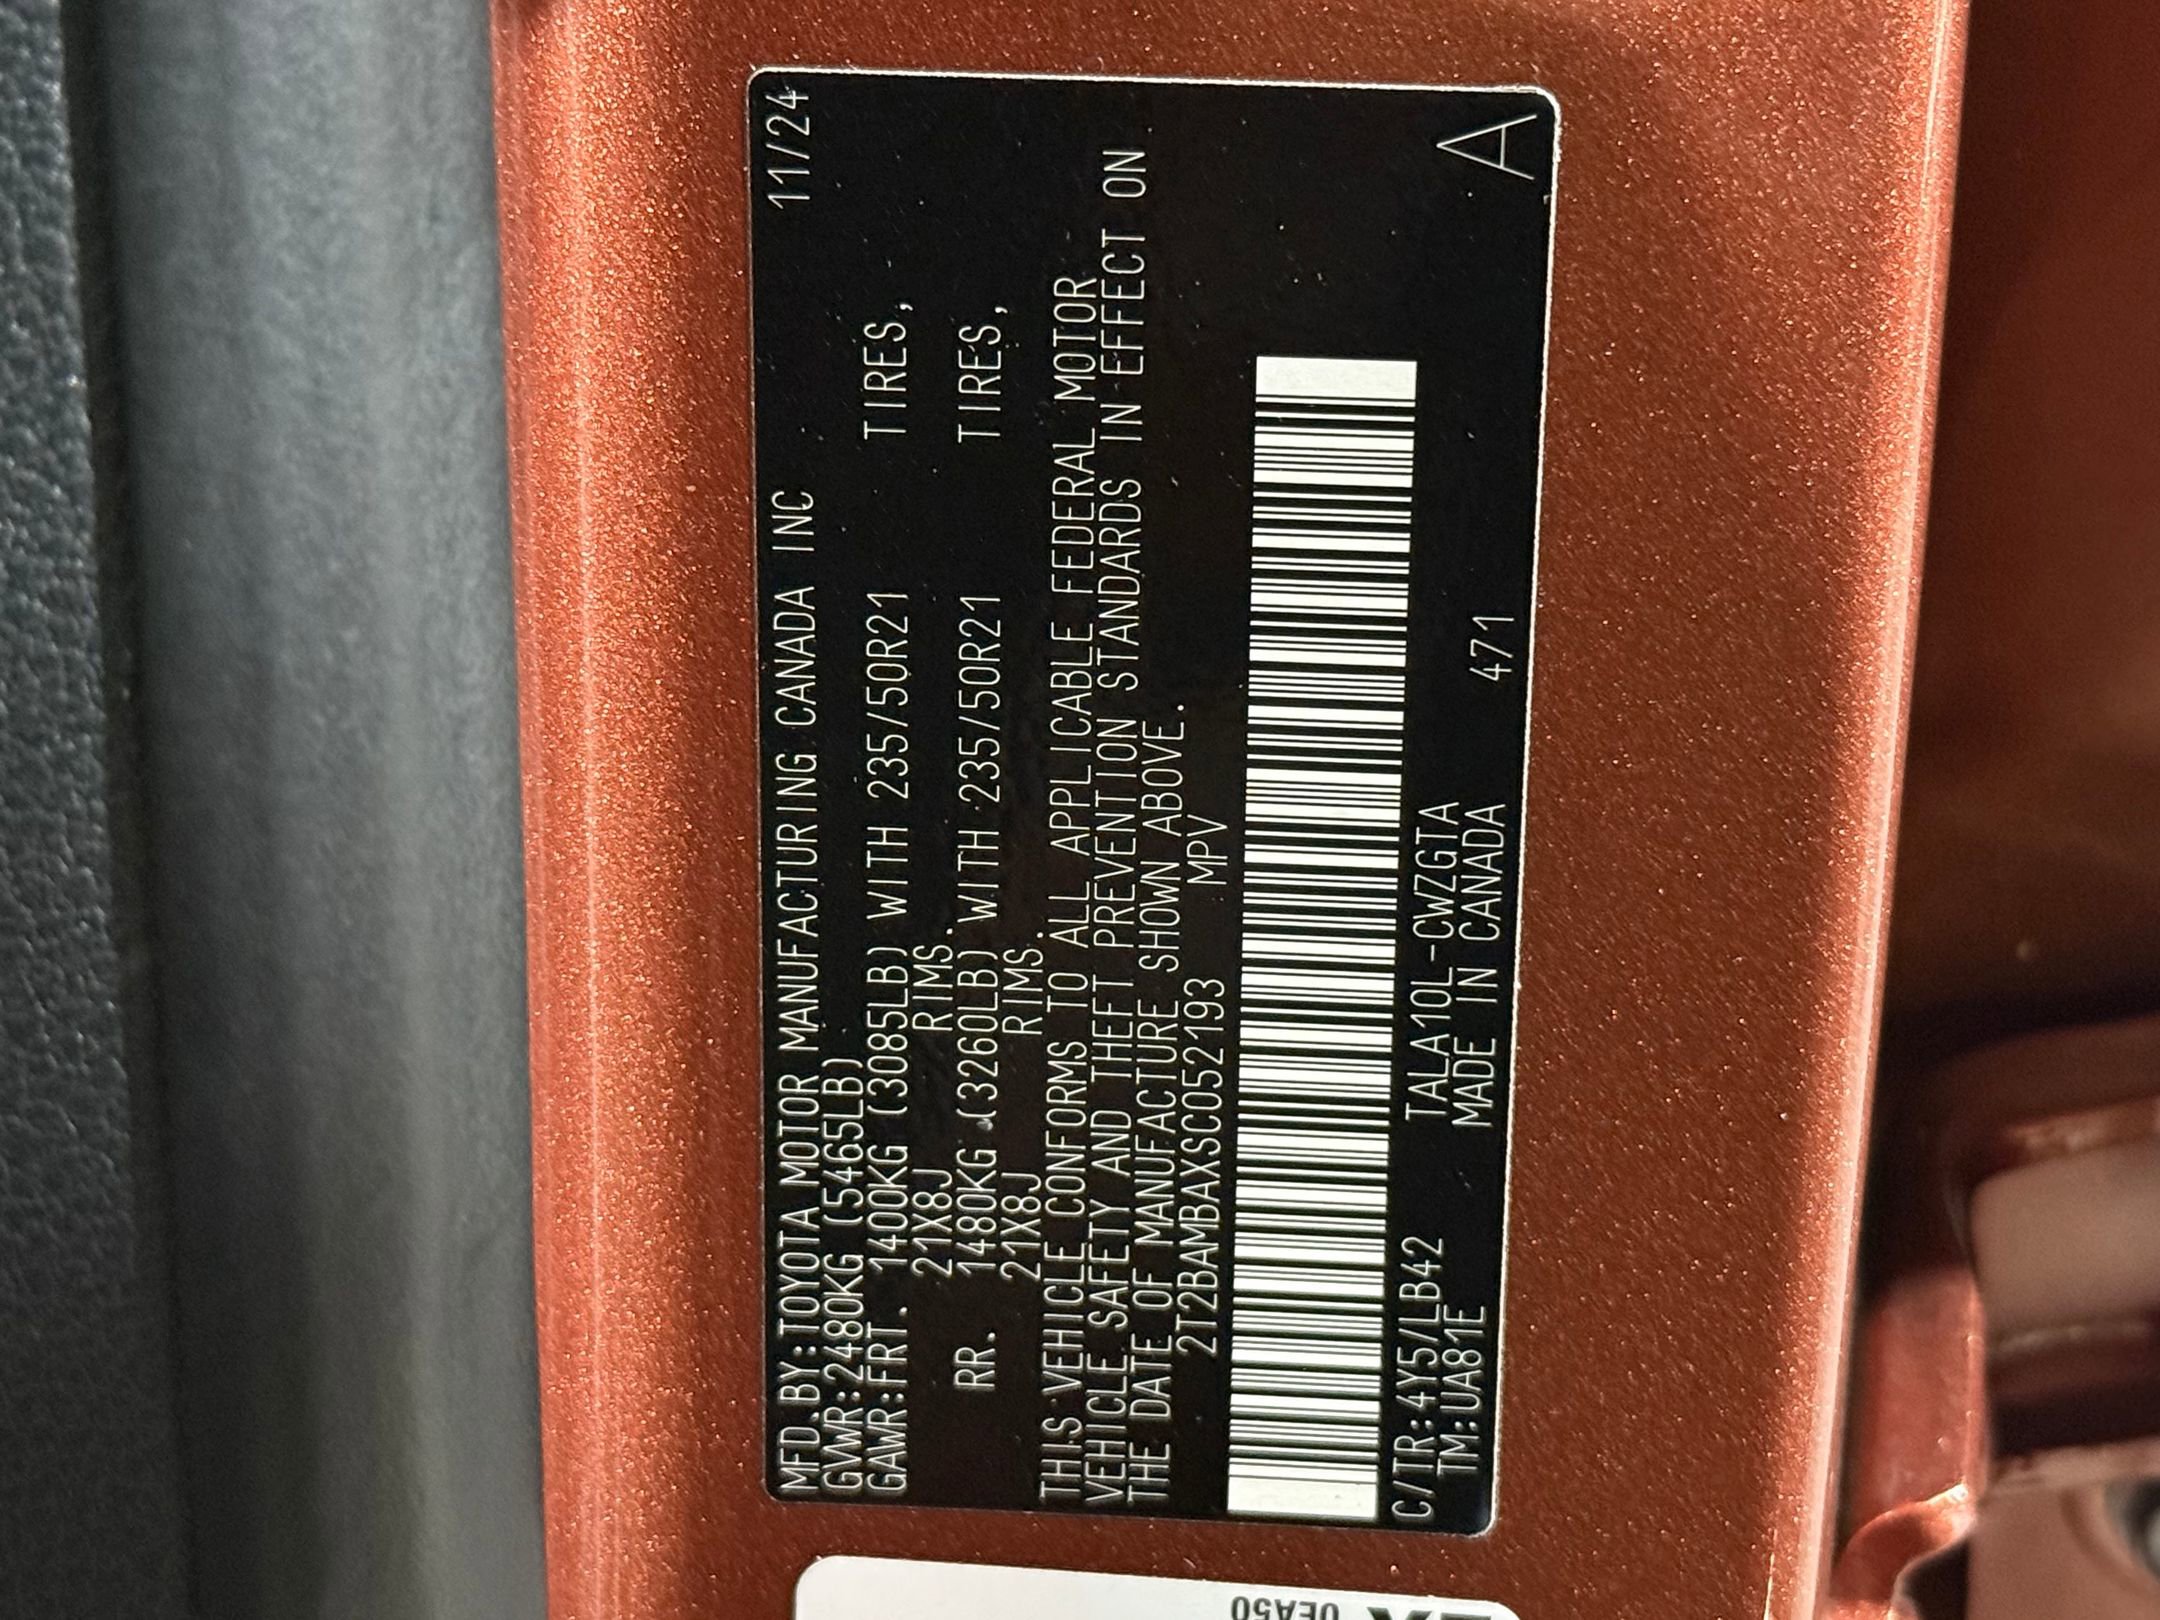 MFD.BY:TOYOTA MOTOR MANUFACTURING CANADA INC 11/24
GVWR:2480KG (5465LB)
GAWR:FRT. 1400KG (3085LB) WITH 235/50R21 TIRES,
21X8J RIMS.
RR. 1480KG (3260LB) WITH 235/50R21 TIRES,
21X8J RIMS.
THIS VEHICLE CONFORMS TO ALL APPLICABLE FEDERAL MOTOR
VEHICLE SAFETY AND THEFT PREVENTION STANDARDS IN EFFECT ON
THE DATE OF MANUFACTURE SHOWN ABOVE.
2T2BAMBAXSC052193 MPV
C/TR:4Y5/LB42 TALA10L-CWZGTA
TM:UA81E MADE IN CANADA 471 A
0EA50